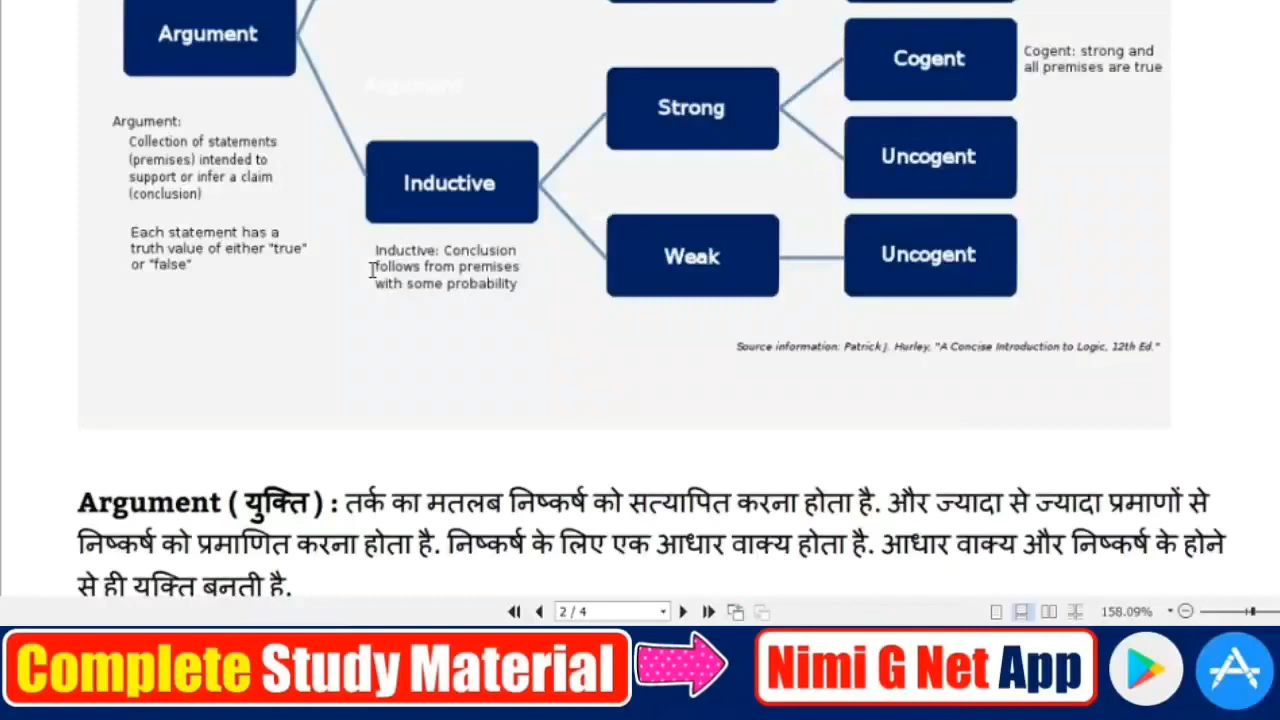 Argument
Cogent
Cogent: strong and
all premises are true
Argument
Strong
Argument:
Collection of statements
(premises) intended to
support or infer a claim
(conclusion)
Uncogent
Inductive
Each statement has a
truth value of either "true"
or "false"
Inductive: Conclusion
follows from premises
with some probability
Weak
Uncogent
Source information: Patrick J. Hurley, "A Concise Introduction to Logic, 12th Ed."
Argument ( युक्ति ) : तर्क का मतलब निष्कर्ष को सत्यापित करना होता है. और ज्यादा से ज्यादा प्रमाणों से
निष्कर्ष को प्रमाणित करना होता है. निष्कर्ष के लिए एक आधार वाक्य होता है. आधार वाक्य और निष्कर्ष के होने
से ही युक्ति बनती है.
2 / 4
158.09%
Complete Study Material
Nimi G Net App